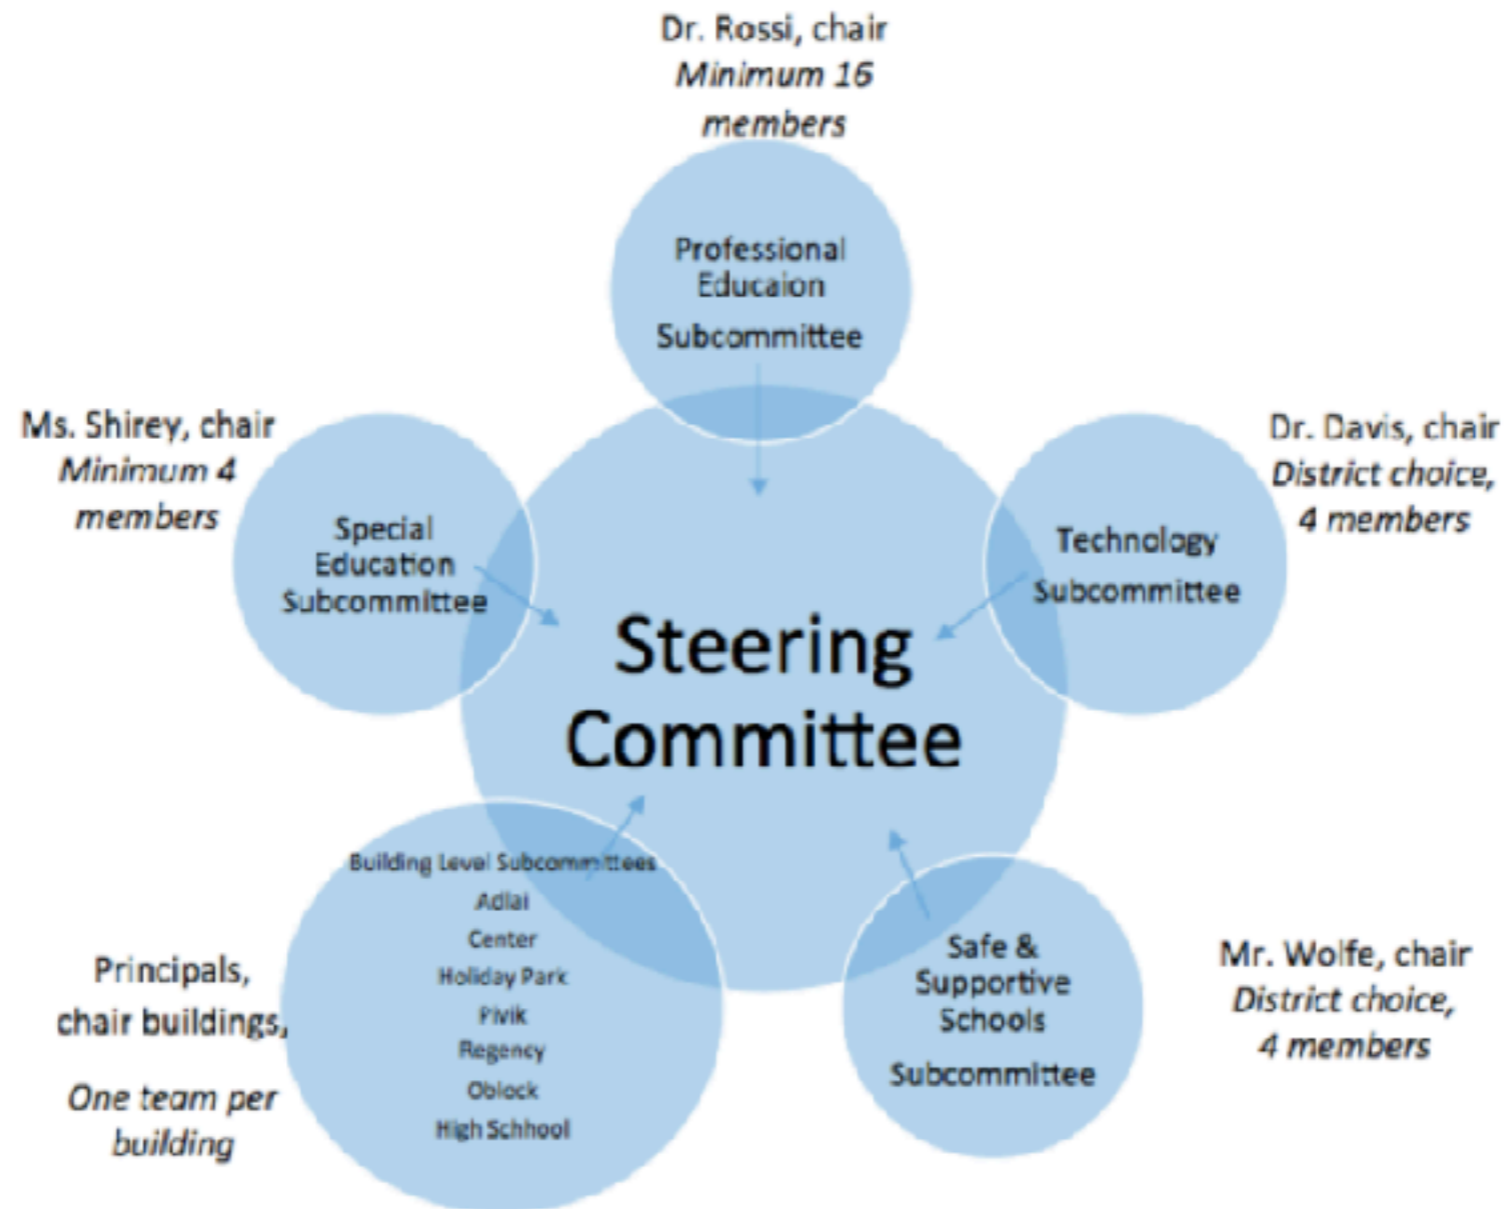 Dr. Rossi, chair
Minimum 16
members
Professional
Educaion
Subcommittee
Ms. Shirey, chair
Minimum 4
members
Special
Education
Subcommittee
Dr. Davis, chair
District choice,
4 members
Technology
Subcommittee
Steering
Committee
Building Level Subcommittees
Adlai
Center
Holiday Park
Pivik
Regency
Oblock
High Schhool
Principals,
chair buildings,
One team per
building
Safe &
Supportive
Schools
Subcommittee
Mr. Wolfe, chair
District choice,
4 members